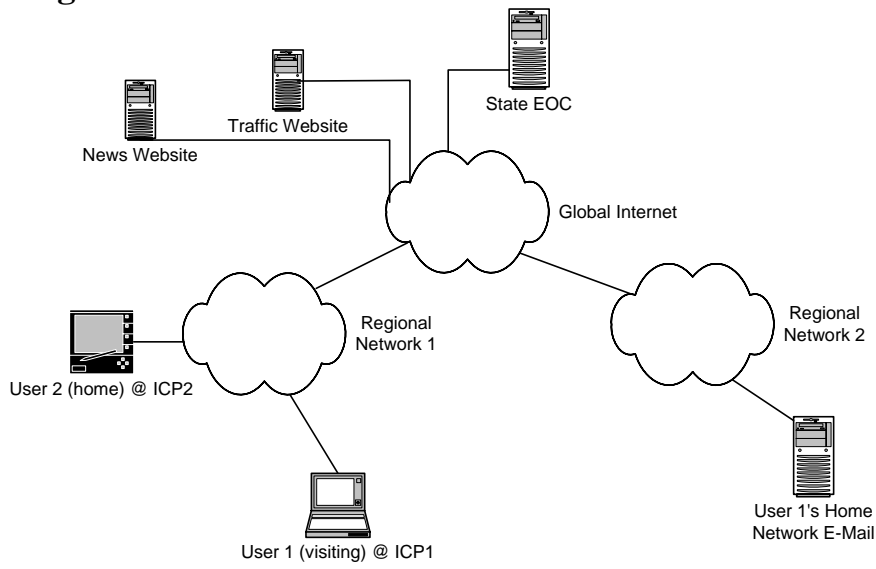 State EOC
Traffic Website
News Website
Global Internet
Regional
Network 1
Regional
Network 2
User 2 (home) @ ICP2
User 1's Home
Network E-Mail
User 1 (visiting) @ ICP1